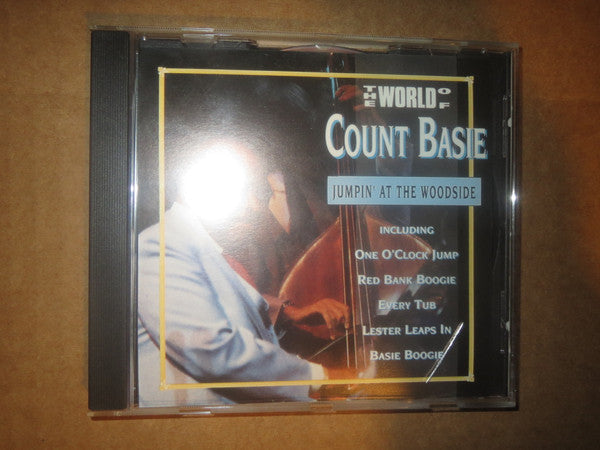 THE WORLD OF
COUNT BASIE
JUMPIN' AT THE WOODSIDE
INCLUDING
ONE O'CLOCK JUMP
RED BANK BOOGIE
EVERY TUB
LESTER LEAPS IN
BASIE BOOGIE